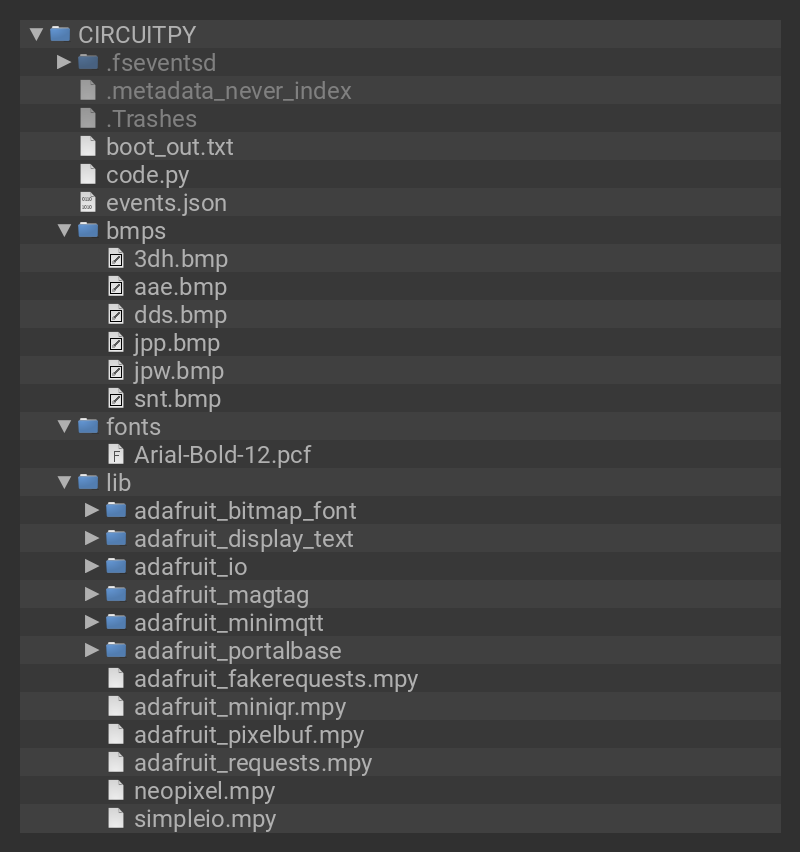 CIRCUITPY
.fseventsd
.metadata_never_index
.Trashes
boot_out.txt
code.py
events.json
bmps
3dh.bmp
aae.bmp
dds.bmp
jpp.bmp
jpw.bmp
snt.bmp
fonts
Arial-Bold-12.pcf
lib
adafruit_bitmap_font
adafruit_display_text
adafruit_io
adafruit_magtag
adafruit_minimqtt
adafruit_portalbase
adafruit_fakerequests.mpy
adafruit_miniqr.mpy
adafruit_pixelbuf.mpy
adafruit_requests.mpy
neopixel.mpy
simpleio.mpy